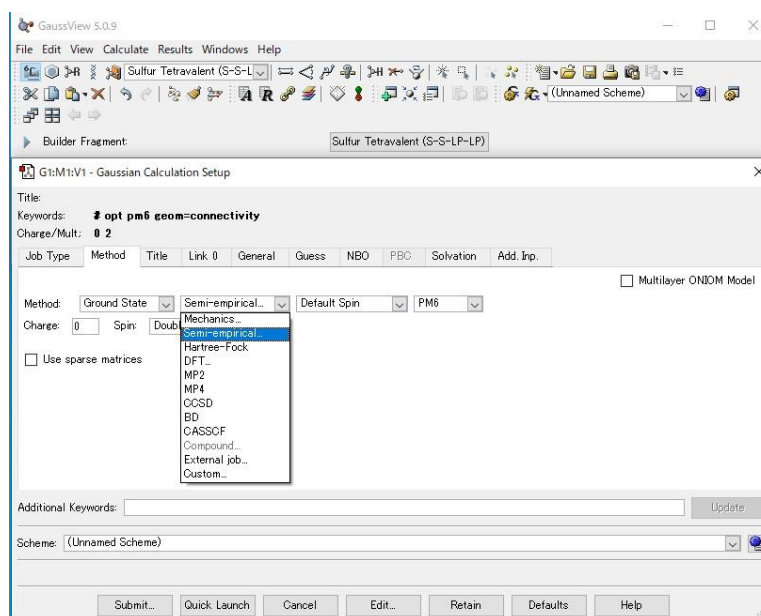 GaussView 5.0.9
File Edit View Calculate Results Windows Help
Sulfur Tetravalent (S-S-L
(Unnamed Scheme)
Builder Fragment: Sulfur Tetravalent (S-S-LP-LP)
G1:M1:V1 - Gaussian Calculation Setup
Title:
Keywords: # opt pm6 geom=connectivity
Charge/Mult: 0 2
Job Type Method Title Link 0 General Guess NBO PBC Solvation Add. Inp.
Multilayer ONIOM Model
Method: Ground State Semi-empirical... Default Spin PM6
Charge: 0 Spin: Doubl
Mechanics...
Semi-empirical...
Hartree-Fock
DFT...
MP2
MP4
CCSD
BD
CASSCF
Compound...
External job...
Custom...
Use sparse matrices
Additional Keywords: Update
Scheme: (Unnamed Scheme)
Submit... Quick Launch Cancel Edit... Retain Defaults Help